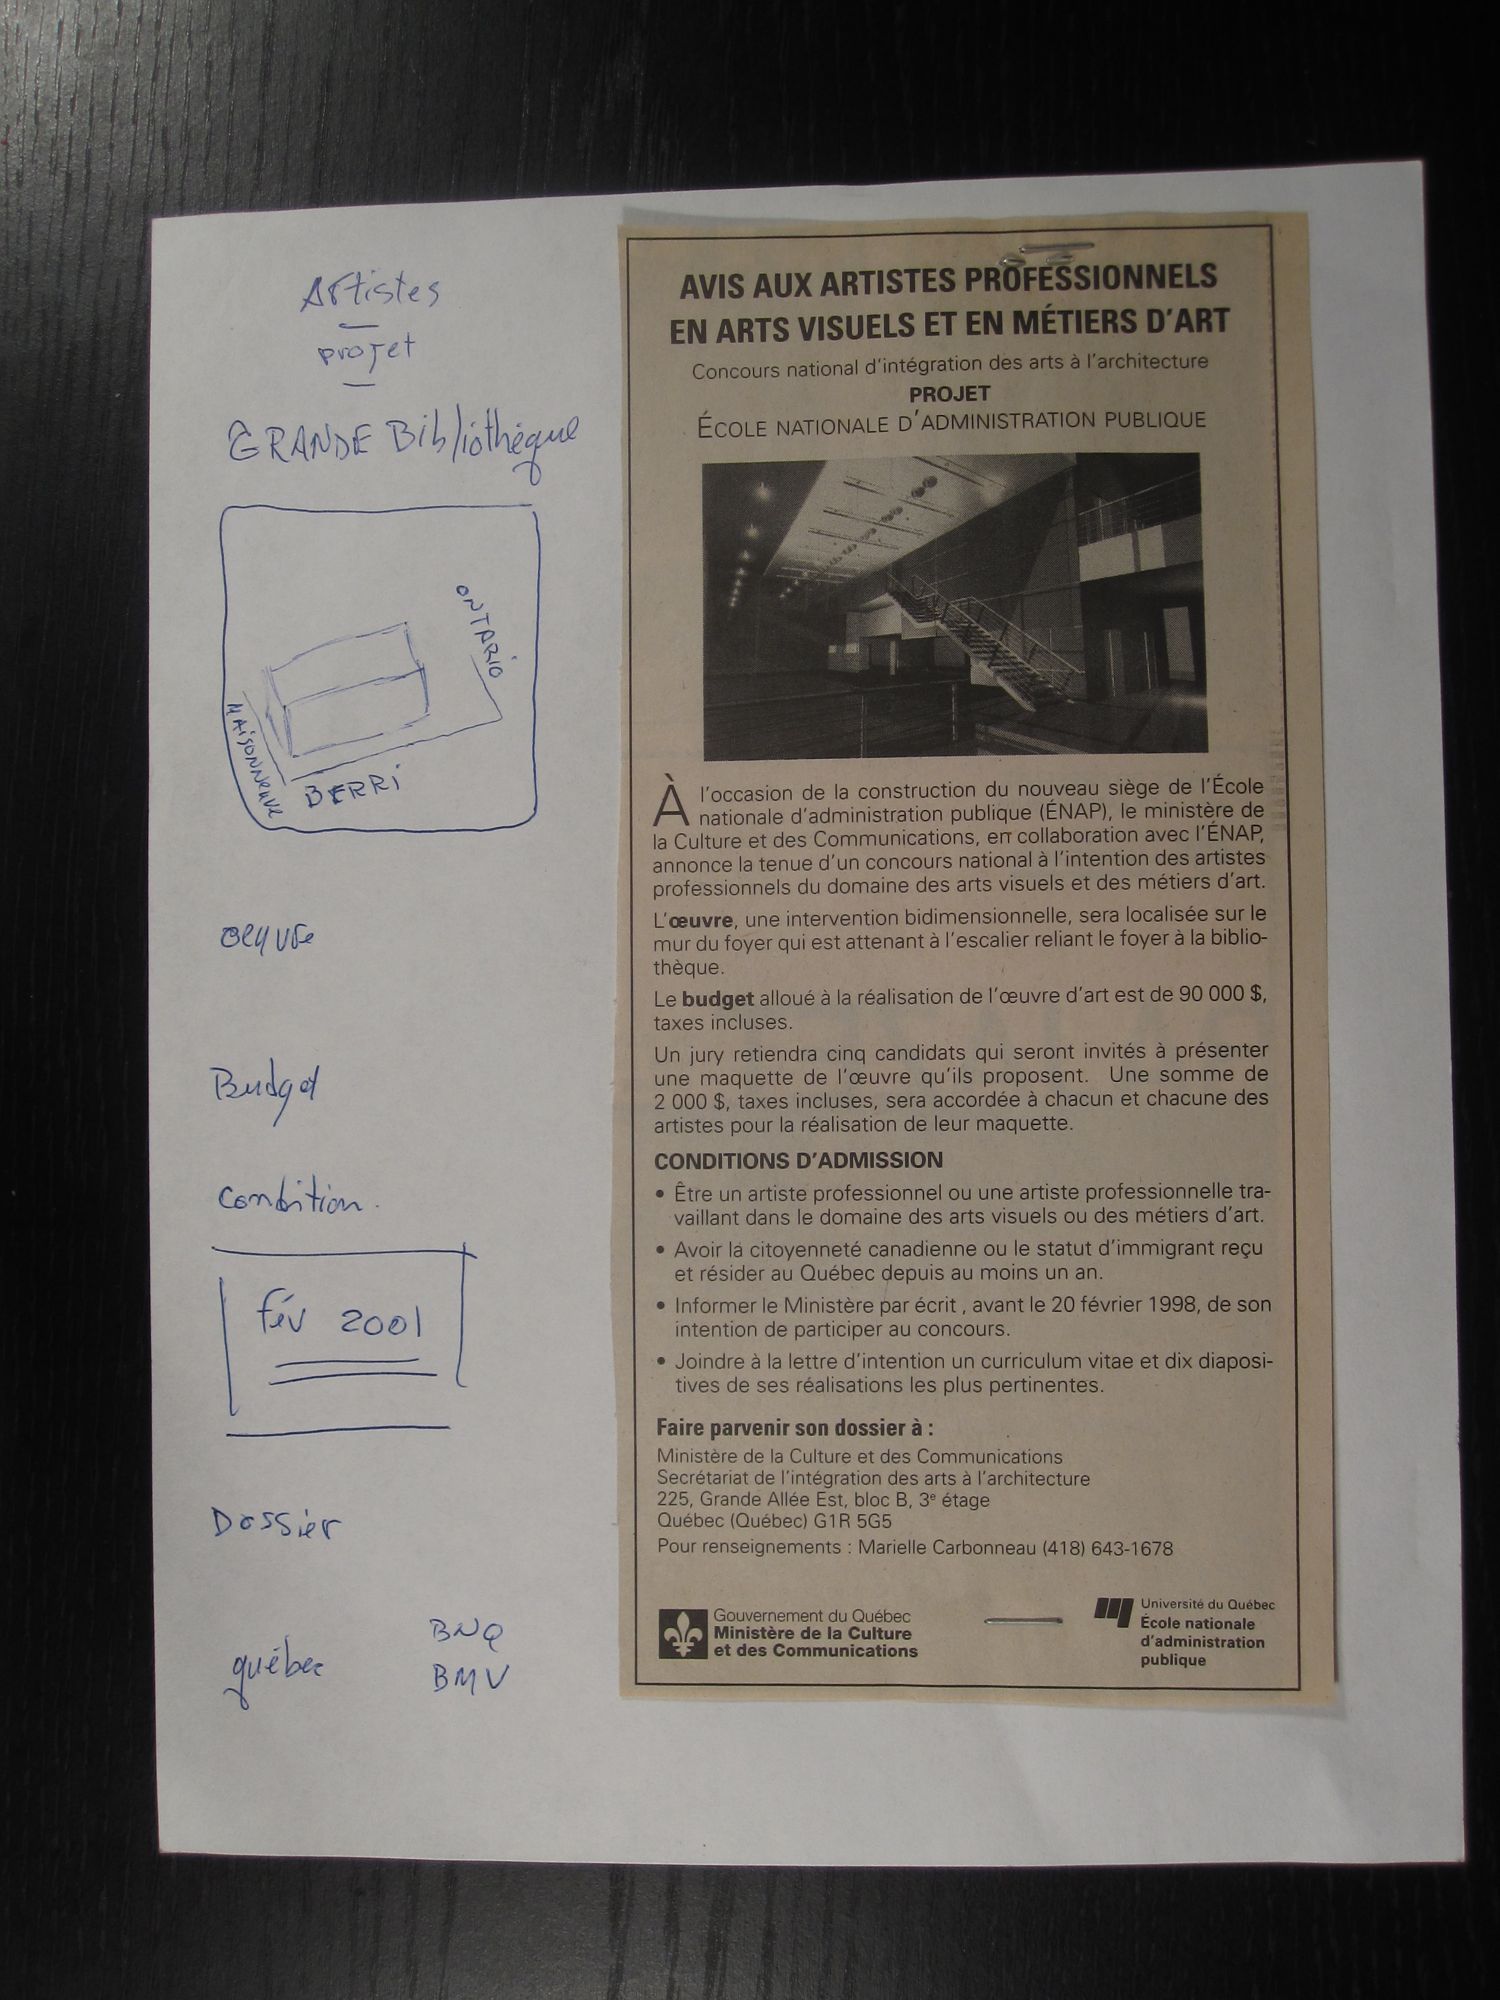 Artistes
projet
GRANDE Bibliothèque
ONTARIO
MAISONNEUVE
BERRI
oeuvre
Budget
Condition.
fév 2001
Dossier
québec
BNQ
BMV
AVIS AUX ARTISTES PROFESSIONNELS
EN ARTS VISUELS ET EN MÉTIERS D'ART
Concours national d'intégration des arts à l'architecture
PROJET
ÉCOLE NATIONALE D'ADMINISTRATION PUBLIQUE
À l'occasion de la construction du nouveau siège de l'École
nationale d'administration publique (ÉNAP), le ministère de
la Culture et des Communications, en collaboration avec l'ÉNAP,
annonce la tenue d'un concours national à l'intention des artistes
professionnels du domaine des arts visuels et des métiers d'art.
L'œuvre, une intervention bidimensionnelle, sera localisée sur le
mur du foyer qui est attenant à l'escalier reliant le foyer à la biblio-
thèque.
Le budget alloué à la réalisation de l'œuvre d'art est de 90 000 $,
taxes incluses.
Un jury retiendra cinq candidats qui seront invités à présenter
une maquette de l'œuvre qu'ils proposent. Une somme de
2 000 $, taxes incluses, sera accordée à chacun et chacune des
artistes pour la réalisation de leur maquette.
CONDITIONS D'ADMISSION
• Être un artiste professionnel ou une artiste professionnelle tra-
vaillant dans le domaine des arts visuels ou des métiers d'art.
• Avoir la citoyenneté canadienne ou le statut d'immigrant reçu
et résider au Québec depuis au moins un an.
• Informer le Ministère par écrit , avant le 20 février 1998, de son
intention de participer au concours.
• Joindre à la lettre d'intention un curriculum vitae et dix diaposi-
tives de ses réalisations les plus pertinentes.
Faire parvenir son dossier à :
Ministère de la Culture et des Communications
Secrétariat de l'intégration des arts à l'architecture
225, Grande Allée Est, bloc B, 3e étage
Québec (Québec) G1R 5G5
Pour renseignements : Marielle Carbonneau (418) 643-1678
Gouvernement du Québec
Ministère de la Culture
et des Communications
Université du Québec
École nationale
d'administration
publique